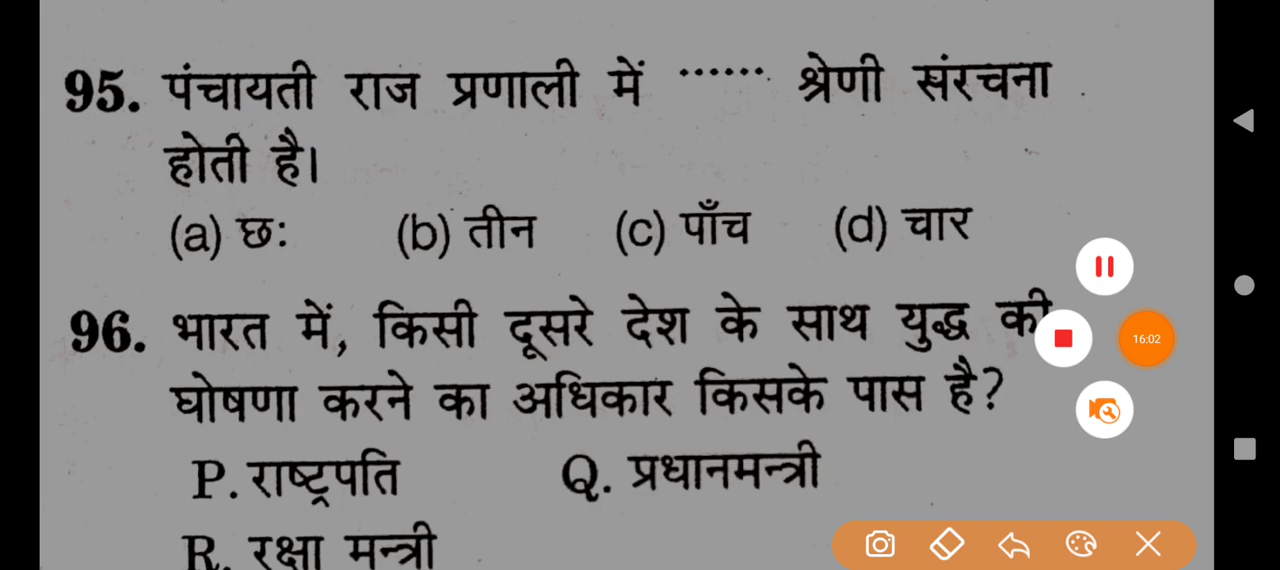 95. पंचायती राज प्रणाली में ...... श्रेणी संरचना
होती है।
(a) छः (b) तीन (c) पाँच (d) चार
96. भारत में, किसी दूसरे देश के साथ युद्ध की
घोषणा करने का अधिकार किसके पास है?
16:02
P. राष्ट्रपति Q. प्रधानमन्त्री
R. रक्षा मन्त्री